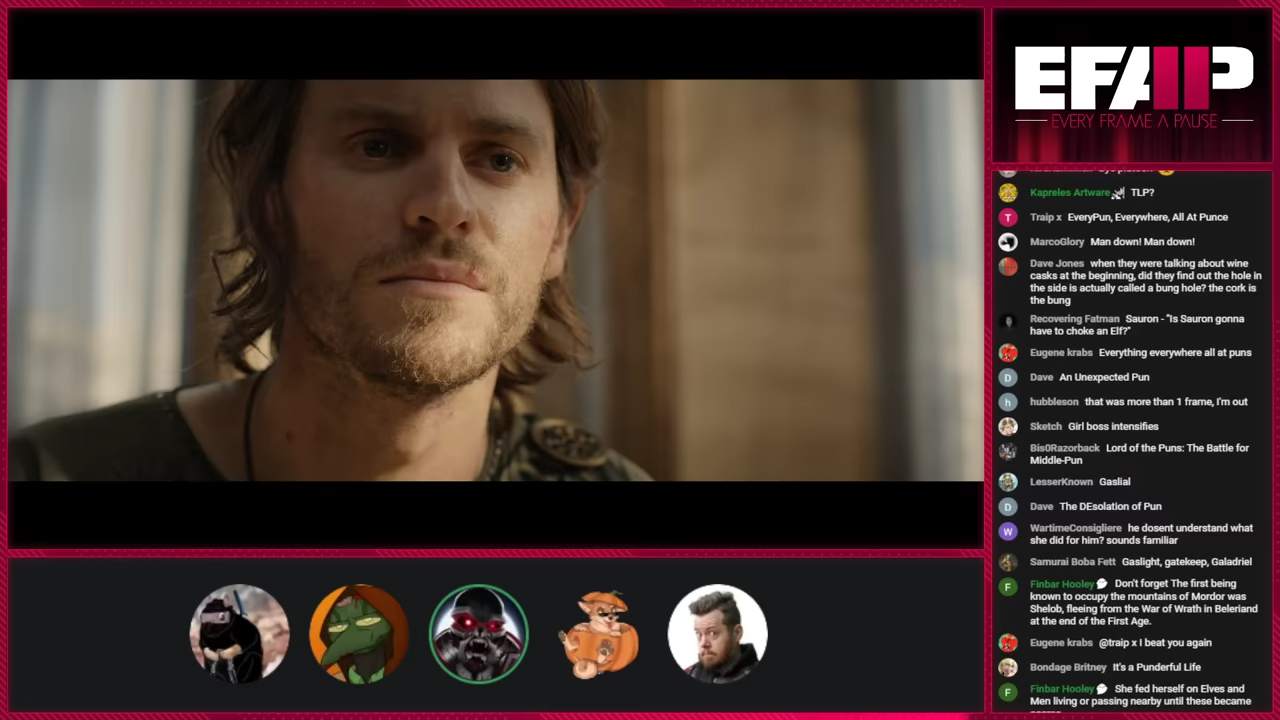 EFAP
EVERY FRAME A PAUSE
Kapreles Artware TLP?
T Traip x EveryPun, Everywhere, All At Punce
MarcoGlory Man down! Man down!
Dave Jones when they were talking about wine
casks at the beginning, did they find out the hole in
the side is actually called a bung hole? the cork is
the bung
Recovering Fatman Sauron - "Is Sauron gonna
have to choke an Elf?"
Eugene krabs Everything everywhere all at puns
D Dave An Unexpected Pun
h hubbleson that was more than 1 frame, I'm out
Sketch Girl boss intensifies
Bis0Razorback Lord of the Puns: The Battle for
Middle-Pun
LesserKnown Gaslial
D Dave The DEsolation of Pun
W WartimeConsigliere he dosent understand what
she did for him? sounds familiar
Samurai Boba Fett Gaslight, gatekeep, Galadriel
F Finbar Hooley Don't forget The first being
known to occupy the mountains of Mordor was
Shelob, fleeing from the War of Wrath in Beleriand
at the end of the First Age.
Eugene krabs @traip x I beat you again
Bondage Britney It's a Punderful Life
F Finbar Hooley She fed herself on Elves and
Men living or passing nearby until these became